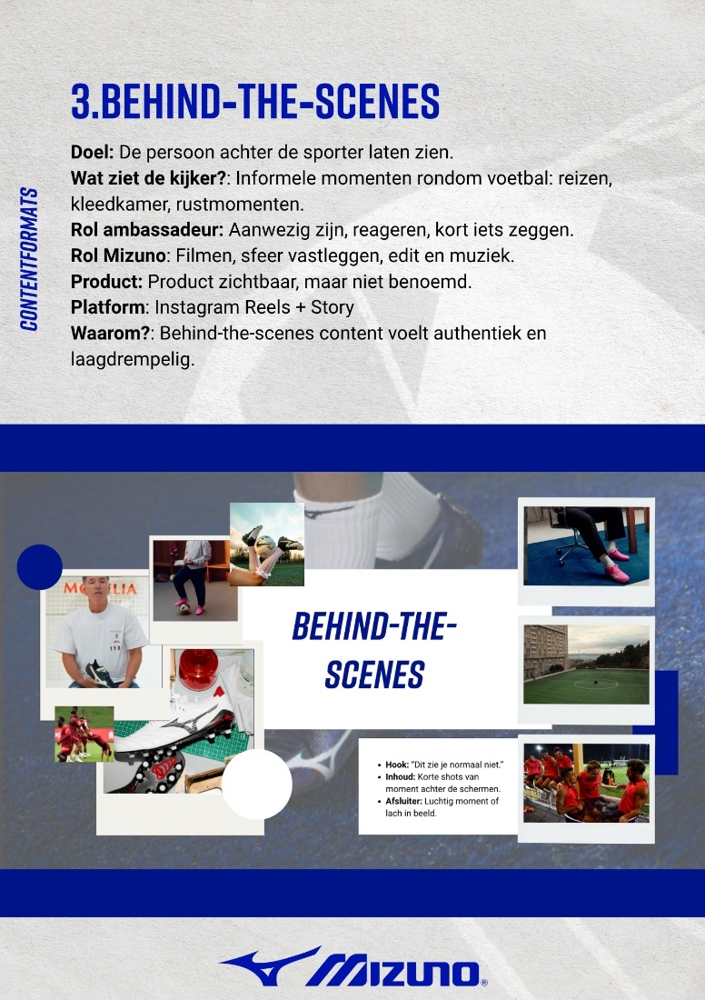 3.BEHIND-THE-SCENES
Doel: De persoon achter de sporter laten zien.
Wat ziet de kijker?: Informele momenten rondom voetbal: reizen,
kleedkamer, rustmomenten.
Rol ambassadeur: Aanwezig zijn, reageren, kort iets zeggen.
Rol Mizuno: Filmen, sfeer vastleggen, edit en muziek.
Product: Product zichtbaar, maar niet benoemd.
Platform: Instagram Reels + Story
Waarom?: Behind-the-scenes content voelt authentiek en
laagdrempelig.
CONTENTFORMATS
BEHIND-THE-
SCENES
• Hook: “Dit zie je normaal niet.”
• Inhoud: Korte shots van
moment achter de schermen.
• Afsluiter: Luchtig moment of
lach in beeld.
MIZUNO®